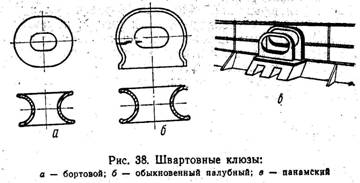 а
б
в
Рис. 38. Швартовные клюзы:
а — бортовой; б — обыкновенный палубный; в — панамский